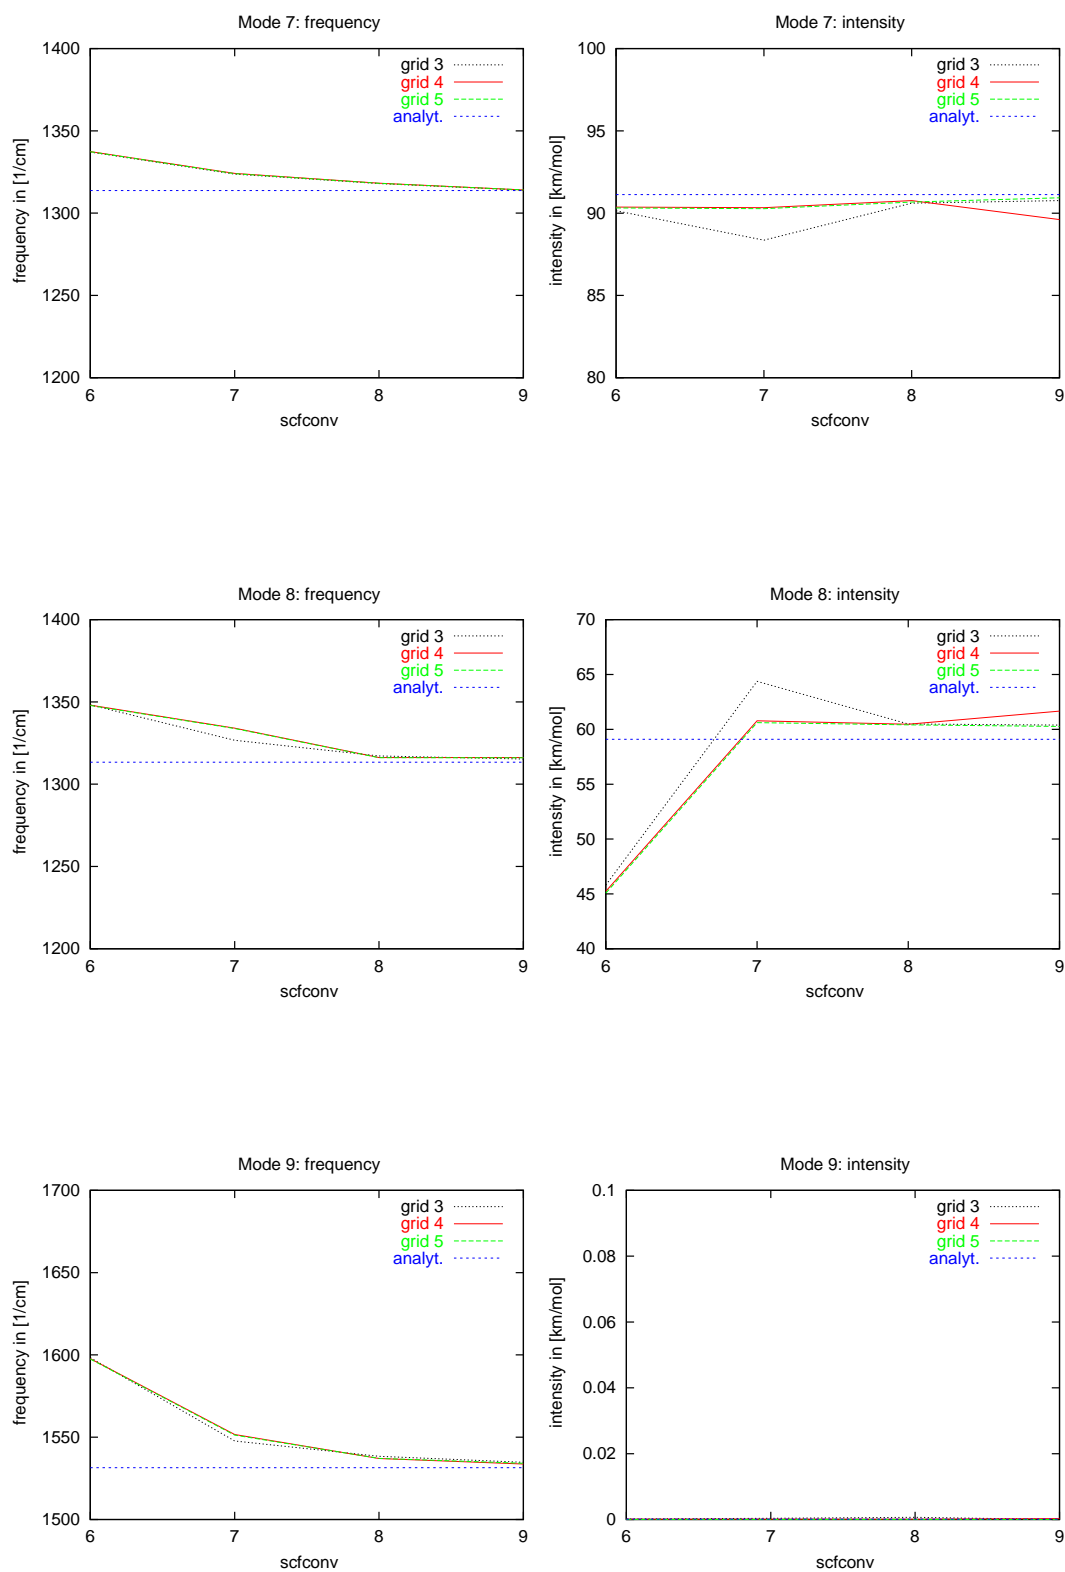 Mode 7: frequency
1400
1350
1300
1250
1200
6
7
8
9
frequency in [1/cm]
scfconv
grid 3
grid 4
grid 5
analyt.
Mode 7: intensity
100
95
90
85
80
6
7
8
9
intensity in [km/mol]
scfconv
grid 3
grid 4
grid 5
analyt.
Mode 8: frequency
1400
1350
1300
1250
1200
6
7
8
9
frequency in [1/cm]
scfconv
grid 3
grid 4
grid 5
analyt.
Mode 8: intensity
70
65
60
55
50
45
40
6
7
8
9
intensity in [km/mol]
scfconv
grid 3
grid 4
grid 5
analyt.
Mode 9: frequency
1700
1650
1600
1550
1500
6
7
8
9
frequency in [1/cm]
scfconv
grid 3
grid 4
grid 5
analyt.
Mode 9: intensity
0.1
0.08
0.06
0.04
0.02
0
6
7
8
9
intensity in [km/mol]
scfconv
grid 3
grid 4
grid 5
analyt.